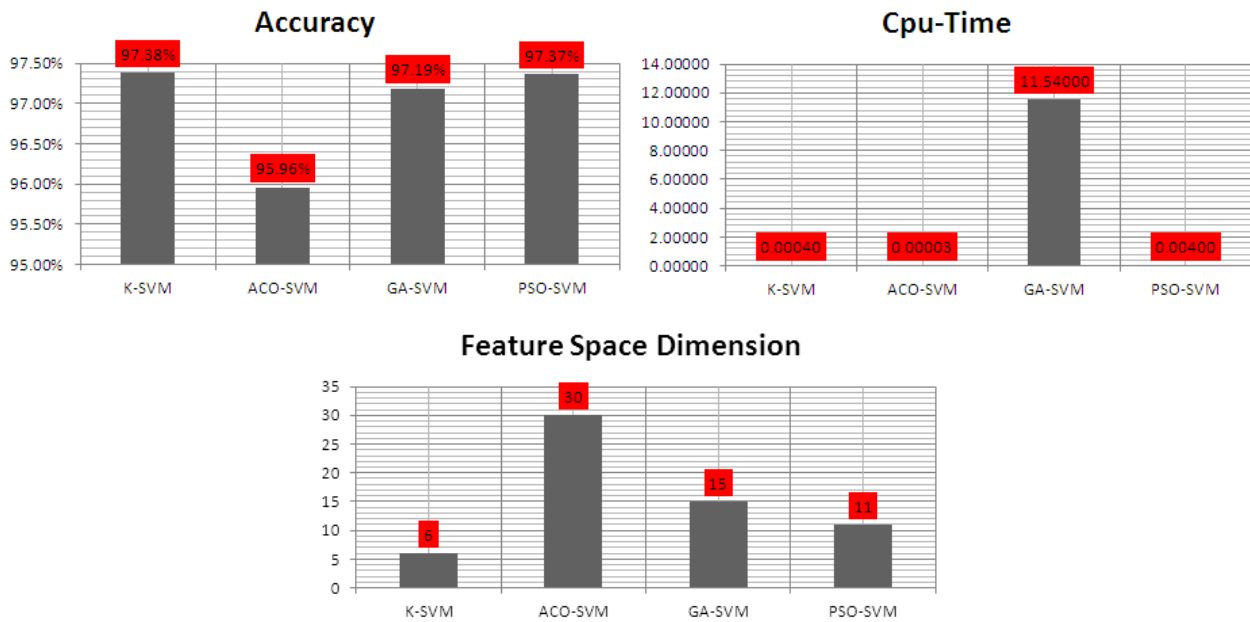 Accuracy
97.50%
97.00%
96.50%
96.00%
95.50%
95.00%
97.38%
95.96%
97.19%
97.37%
K-SVM
ACO-SVM
GA-SVM
PSO-SVM
Cpu-Time
14.00000
12.00000
10.00000
8.00000
6.00000
4.00000
2.00000
0.00000
0.00040
0.00003
11.54000
0.00400
K-SVM
ACO-SVM
GA-SVM
PSO-SVM
Feature Space Dimension
35
30
25
20
15
10
5
0
6
30
15
11
K-SVM
ACO-SVM
GA-SVM
PSO-SVM